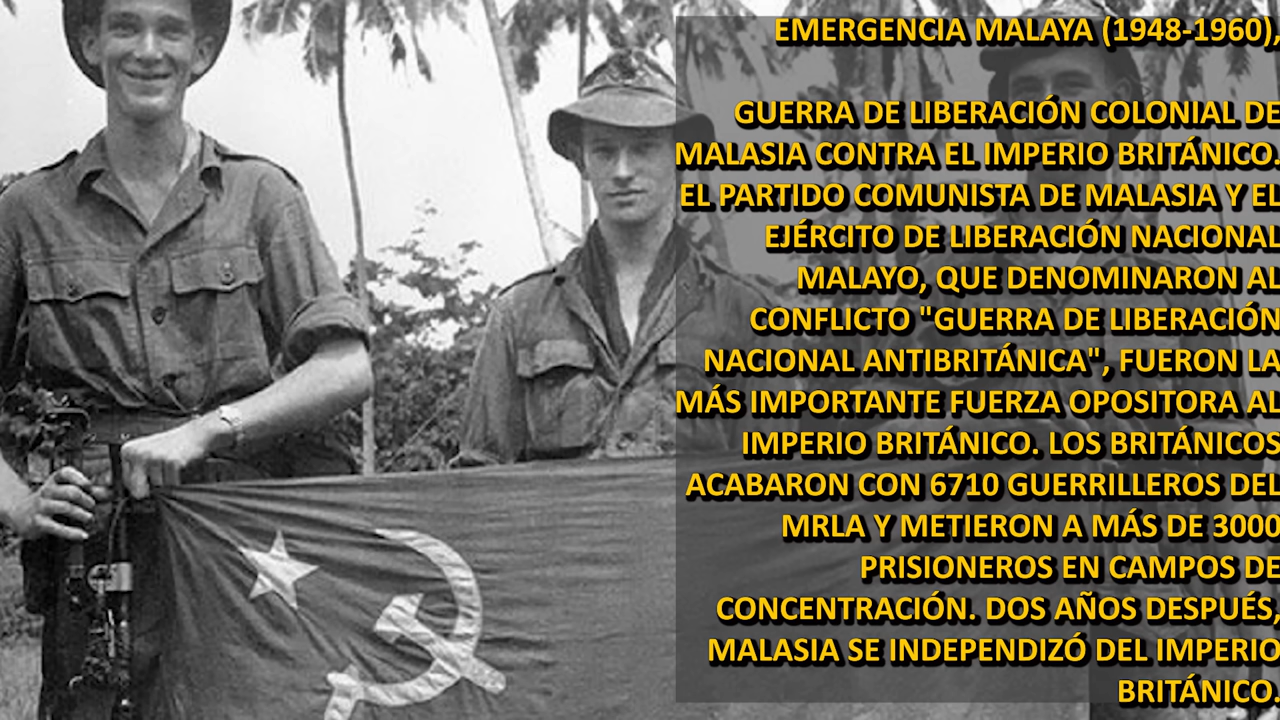 EMERGENCIA MALAYA (1948-1960),
GUERRA DE LIBERACIÓN COLONIAL DE
MALASIA CONTRA EL IMPERIO BRITÁNICO.
EL PARTIDO COMUNISTA DE MALASIA Y EL
EJÉRCITO DE LIBERACIÓN NACIONAL
MALAYO, QUE DENOMINARON AL
CONFLICTO "GUERRA DE LIBERACIÓN
NACIONAL ANTIBRITÁNICA", FUERON LA
MÁS IMPORTANTE FUERZA OPOSITORA AL
IMPERIO BRITÁNICO. LOS BRITÁNICOS
ACABARON CON 6710 GUERRILLEROS DEL
MRLA Y METIERON A MÁS DE 3000
PRISIONEROS EN CAMPOS DE
CONCENTRACIÓN. DOS AÑOS DESPUÉS,
MALASIA SE INDEPENDIZÓ DEL IMPERIO
BRITÁNICO.